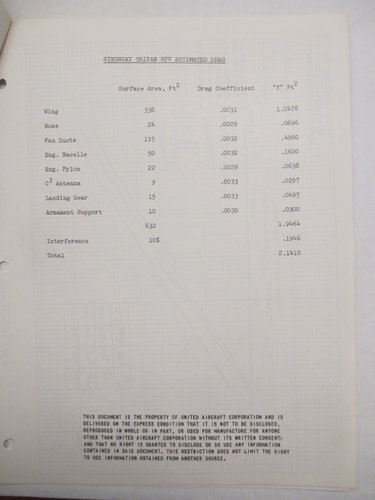 SIKORSKY TRIFAN RPV ESTIMATED DRAG
Surface Area, Ft2 Drag Coefficient "f" Ft2
Wing 338 .0031 1.0478
Nose 24 .0029 .0696
Fan Ducts 155 .0032 .4960
Eng. Nacelle 50 .0032 .1600
Eng. Pylon 22 .0029 .0638
C3 Antenna 9 .0033 .0297
Landing Gear 15 .0033 .0495
Armament Support 10 .0030 .0300
632 1.9464
Interference 10% .1946
Total 2.1410
THIS DOCUMENT IS THE PROPERTY OF UNITED AIRCRAFT CORPORATION AND IS
DELIVERED ON THE EXPRESS CONDITION THAT IT IS NOT TO BE DISCLOSED,
REPRODUCED IN WHOLE OR IN PART, OR USED FOR MANUFACTURE FOR ANYONE
OTHER THAN UNITED AIRCRAFT CORPORATION WITHOUT ITS WRITTEN CONSENT;
AND THAT NO RIGHT IS GRANTED TO DISCLOSE OR SO USE ANY INFORMATION
CONTAINED IN SAID DOCUMENT. THIS RESTRICTION DOES NOT LIMIT THE RIGHT
TO USE INFORMATION OBTAINED FROM ANOTHER SOURCE.